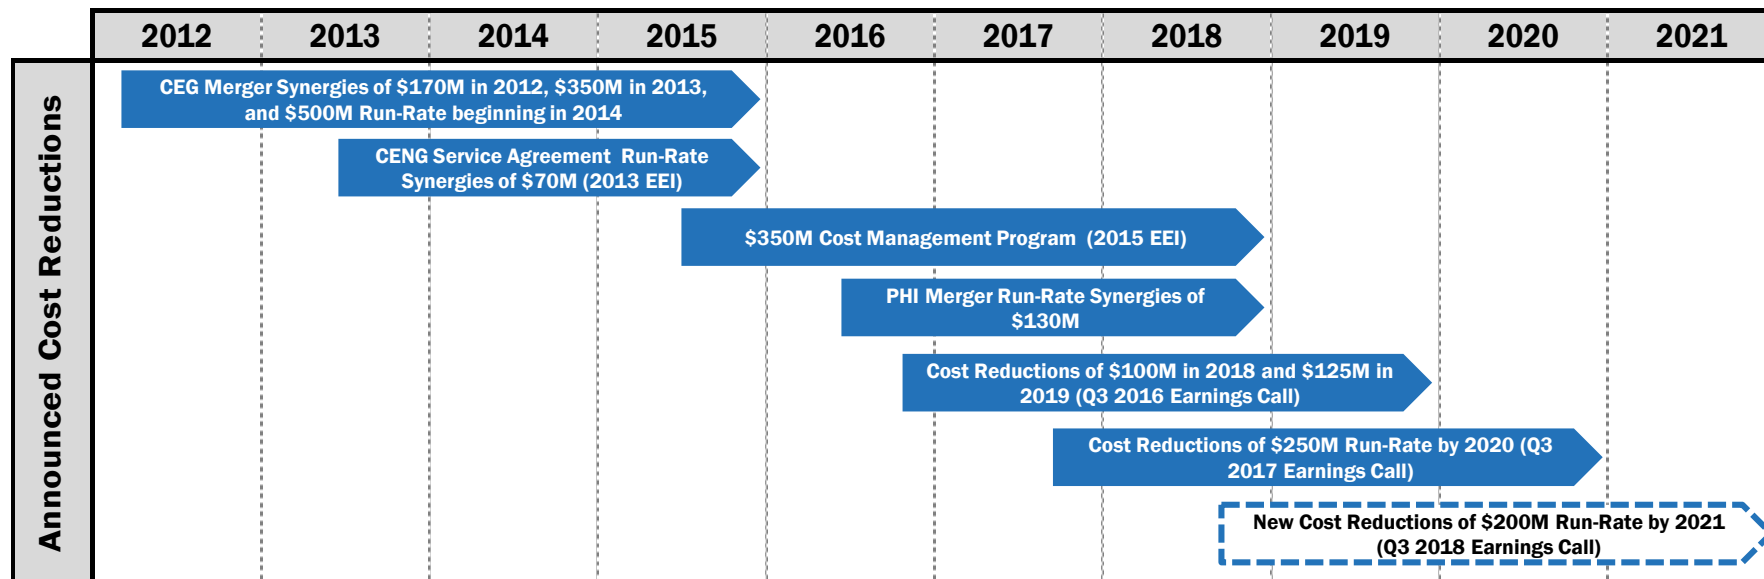 2012 2013 2014 2015 2016 2017 2018 2019 2020 2021
Announced Cost Reductions
CEG Merger Synergies of $170M in 2012, $350M in 2013,
and $500M Run-Rate beginning in 2014
CENG Service Agreement Run-Rate
Synergies of $70M (2013 EEI)
$350M Cost Management Program (2015 EEI)
PHI Merger Run-Rate Synergies of
$130M
Cost Reductions of $100M in 2018 and $125M in
2019 (Q3 2016 Earnings Call)
Cost Reductions of $250M Run-Rate by 2020 (Q3
2017 Earnings Call)
New Cost Reductions of $200M Run-Rate by 2021
(Q3 2018 Earnings Call)